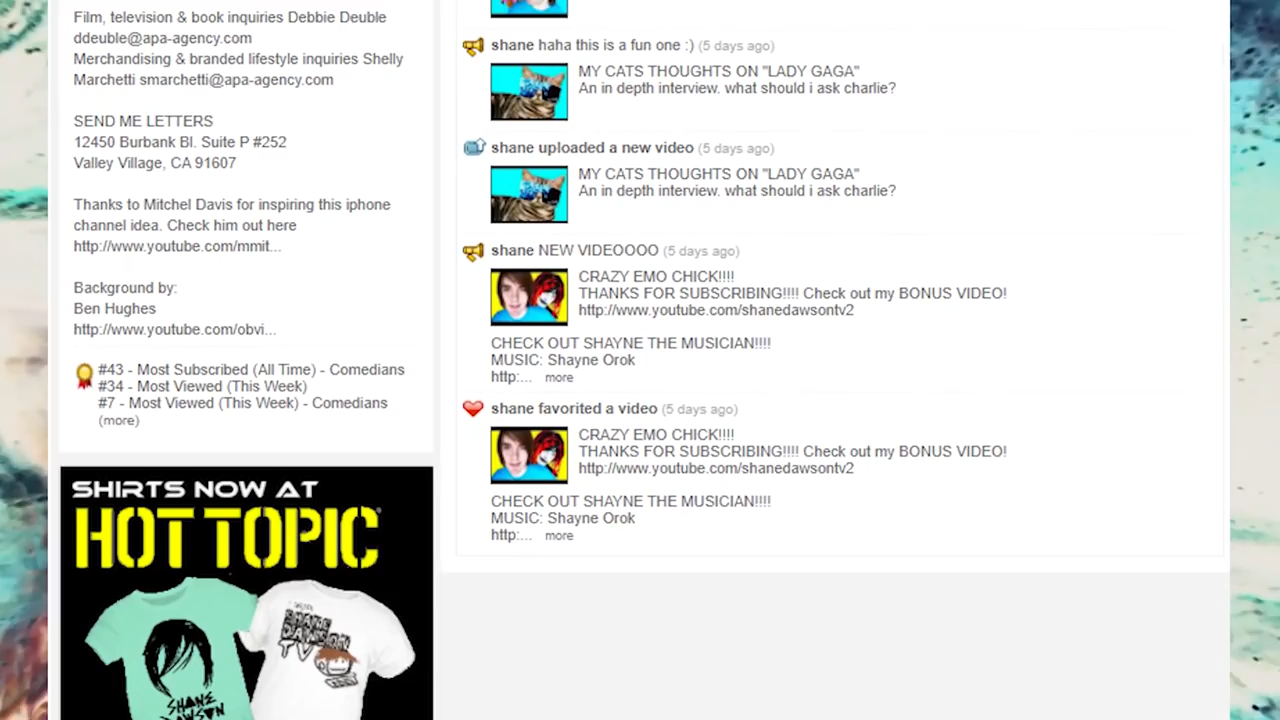 Film, television & book inquiries Debbie Deuble
ddeuble@apa-agency.com
Merchandising & branded lifestyle inquiries Shelly
Marchetti smarchetti@apa-agency.com
SEND ME LETTERS
12450 Burbank Bl. Suite P #252
Valley Village, CA 91607
Thanks to Mitchel Davis for inspiring this iphone
channel idea. Check him out here
http://www.youtube.com/mmit...
Background by:
Ben Hughes
http://www.youtube.com/obvi...
#43 - Most Subscribed (All Time) - Comedians
#34 - Most Viewed (This Week)
#7 - Most Viewed (This Week) - Comedians
(more)
SHIRTS NOW AT
HOT TOPIC
SHANE
DAWSON
TV
SHANE
DAWSON
shane haha this is a fun one :) (5 days ago)
MY CATS THOUGHTS ON "LADY GAGA"
An in depth interview. what should i ask charlie?
shane uploaded a new video (5 days ago)
MY CATS THOUGHTS ON "LADY GAGA"
An in depth interview. what should i ask charlie?
shane NEW VIDEOOOO (5 days ago)
CRAZY EMO CHICK!!!!
THANKS FOR SUBSCRIBING!!!! Check out my BONUS VIDEO!
http://www.youtube.com/shanedawsontv2
CHECK OUT SHAYNE THE MUSICIAN!!!!
MUSIC: Shayne Orok
http:... more
shane favorited a video (5 days ago)
CRAZY EMO CHICK!!!!
THANKS FOR SUBSCRIBING!!!! Check out my BONUS VIDEO!
http://www.youtube.com/shanedawsontv2
CHECK OUT SHAYNE THE MUSICIAN!!!!
MUSIC: Shayne Orok
http:... more